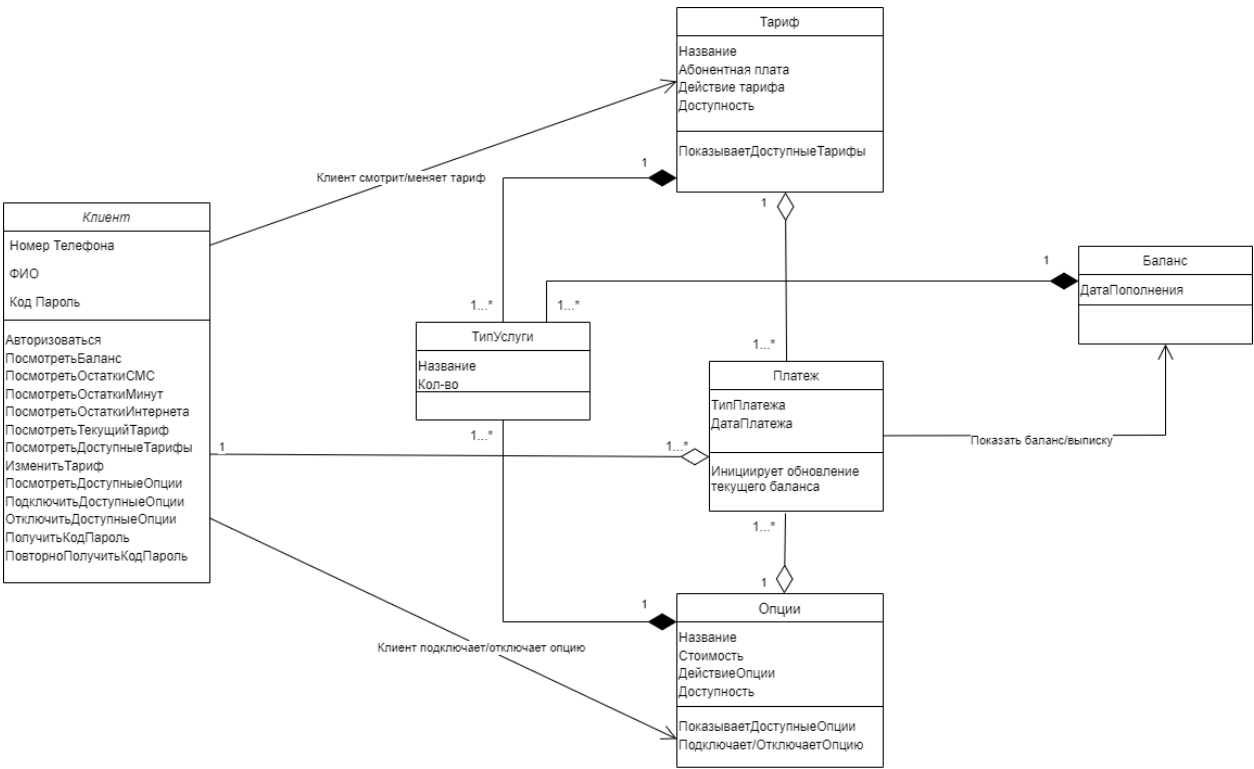 Тариф
Название
Абонентная плата
Действие тарифа
Доступность
ПоказываетДоступныеТарифы
1
1
Клиент смотрит/меняет тариф
Клиент
Номер Телефона
ФИО
Код Пароль
Авторизоваться
ПосмотретьБаланс
ПосмотретьОстаткиСМС
ПосмотретьОстаткиМинут
ПосмотретьОстаткиИнтернета
ПосмотретьТекущийТариф
ПосмотретьДоступныеТарифы
ИзменитьТариф
ПосмотретьДоступныеОпции
ПодключитьДоступныеОпции
ОтключитьДоступныеОпции
ПолучитьКодПароль
ПовторноПолучитьКодПароль
1
Баланс
ДатаПополнения
1...*
1...*
ТипУслуги
Название
Кол-во
1...*
1...*
Платеж
ТипПлатежа
ДатаПлатежа
Инициирует обновление
текущего баланса
Показать баланс/выписку
1
1...*
1...*
1
1
Опции
Название
Стоимость
ДействиеОпции
Доступность
ПоказываетДоступныеОпции
Подключает/ОтключаетОпцию
Клиент подключает/отключает опцию